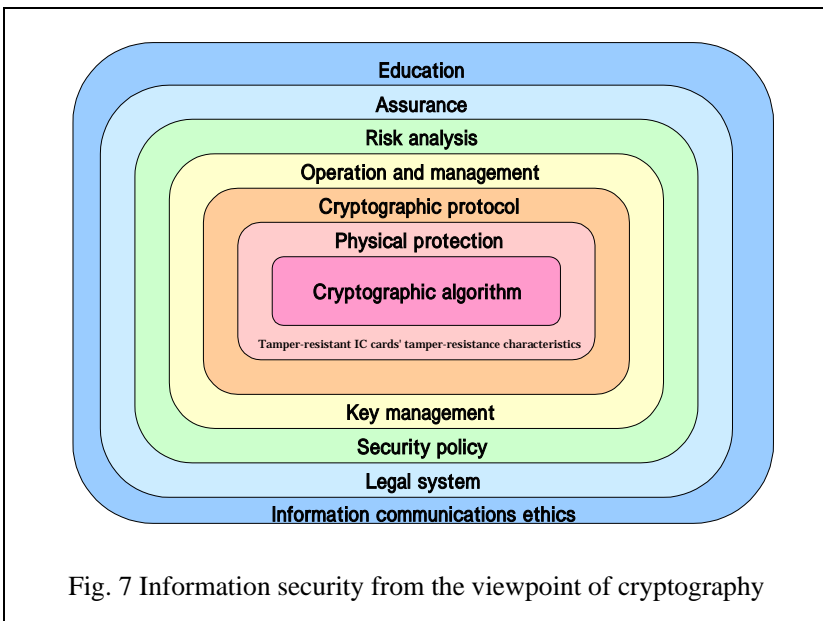 Education
Assurance
Risk analysis
Operation and management
Cryptographic protocol
Physical protection
Cryptographic algorithm
Tamper-resistant IC cards' tamper-resistance characteristics
Key management
Security policy
Legal system
Information communications ethics
Fig. 7 Information security from the viewpoint of cryptography